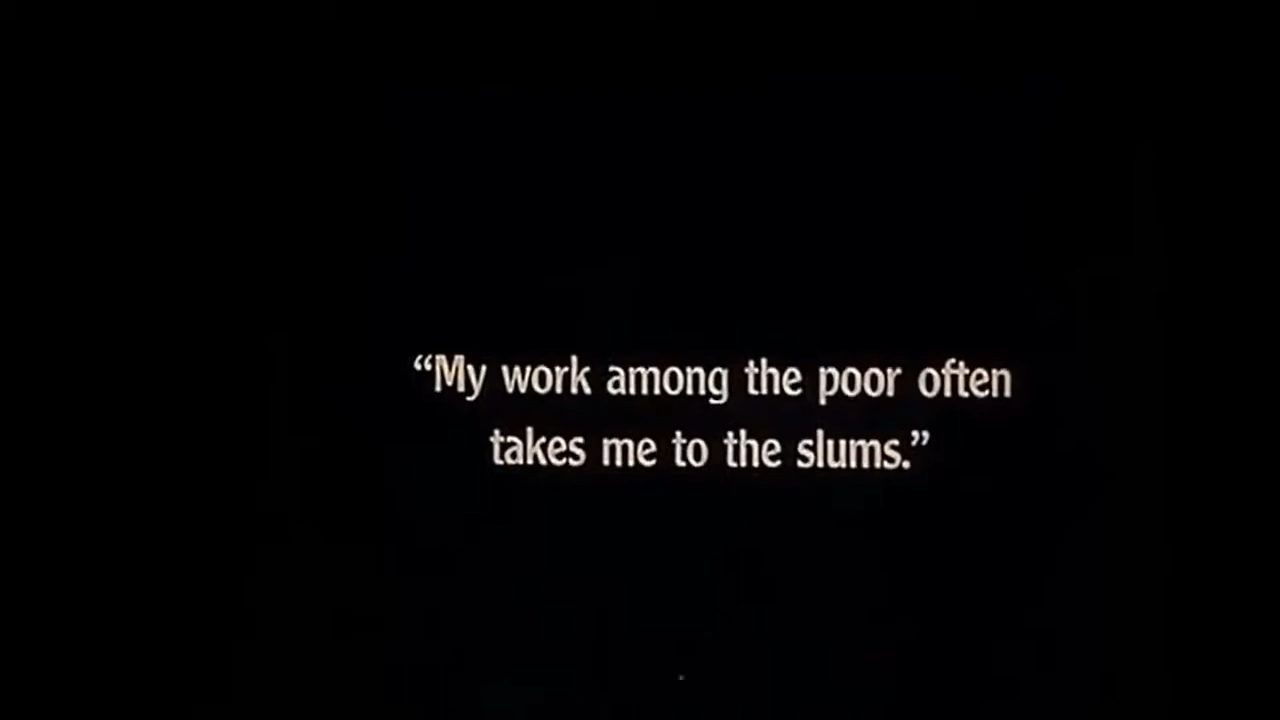 “My work among the poor often
takes me to the slums.”